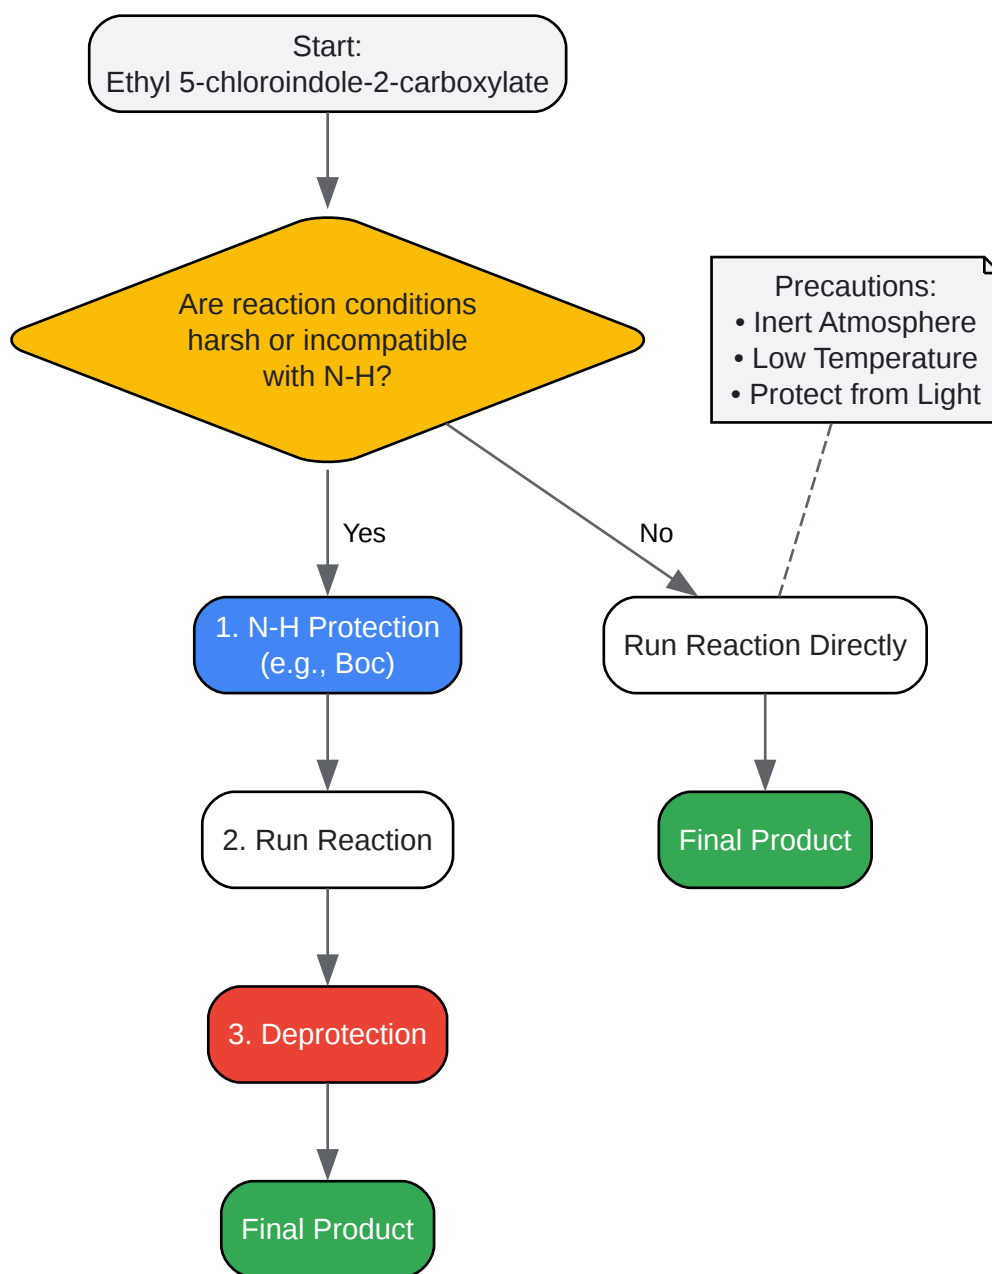 Start:
Ethyl 5-chloroindole-2-carboxylate
Are reaction conditions
harsh or incompatible
with N-H?
Precautions:
• Inert Atmosphere
• Low Temperature
• Protect from Light
Yes
No
1. N-H Protection
(e.g., Boc)
Run Reaction Directly
2. Run Reaction
Final Product
3. Deprotection
Final Product